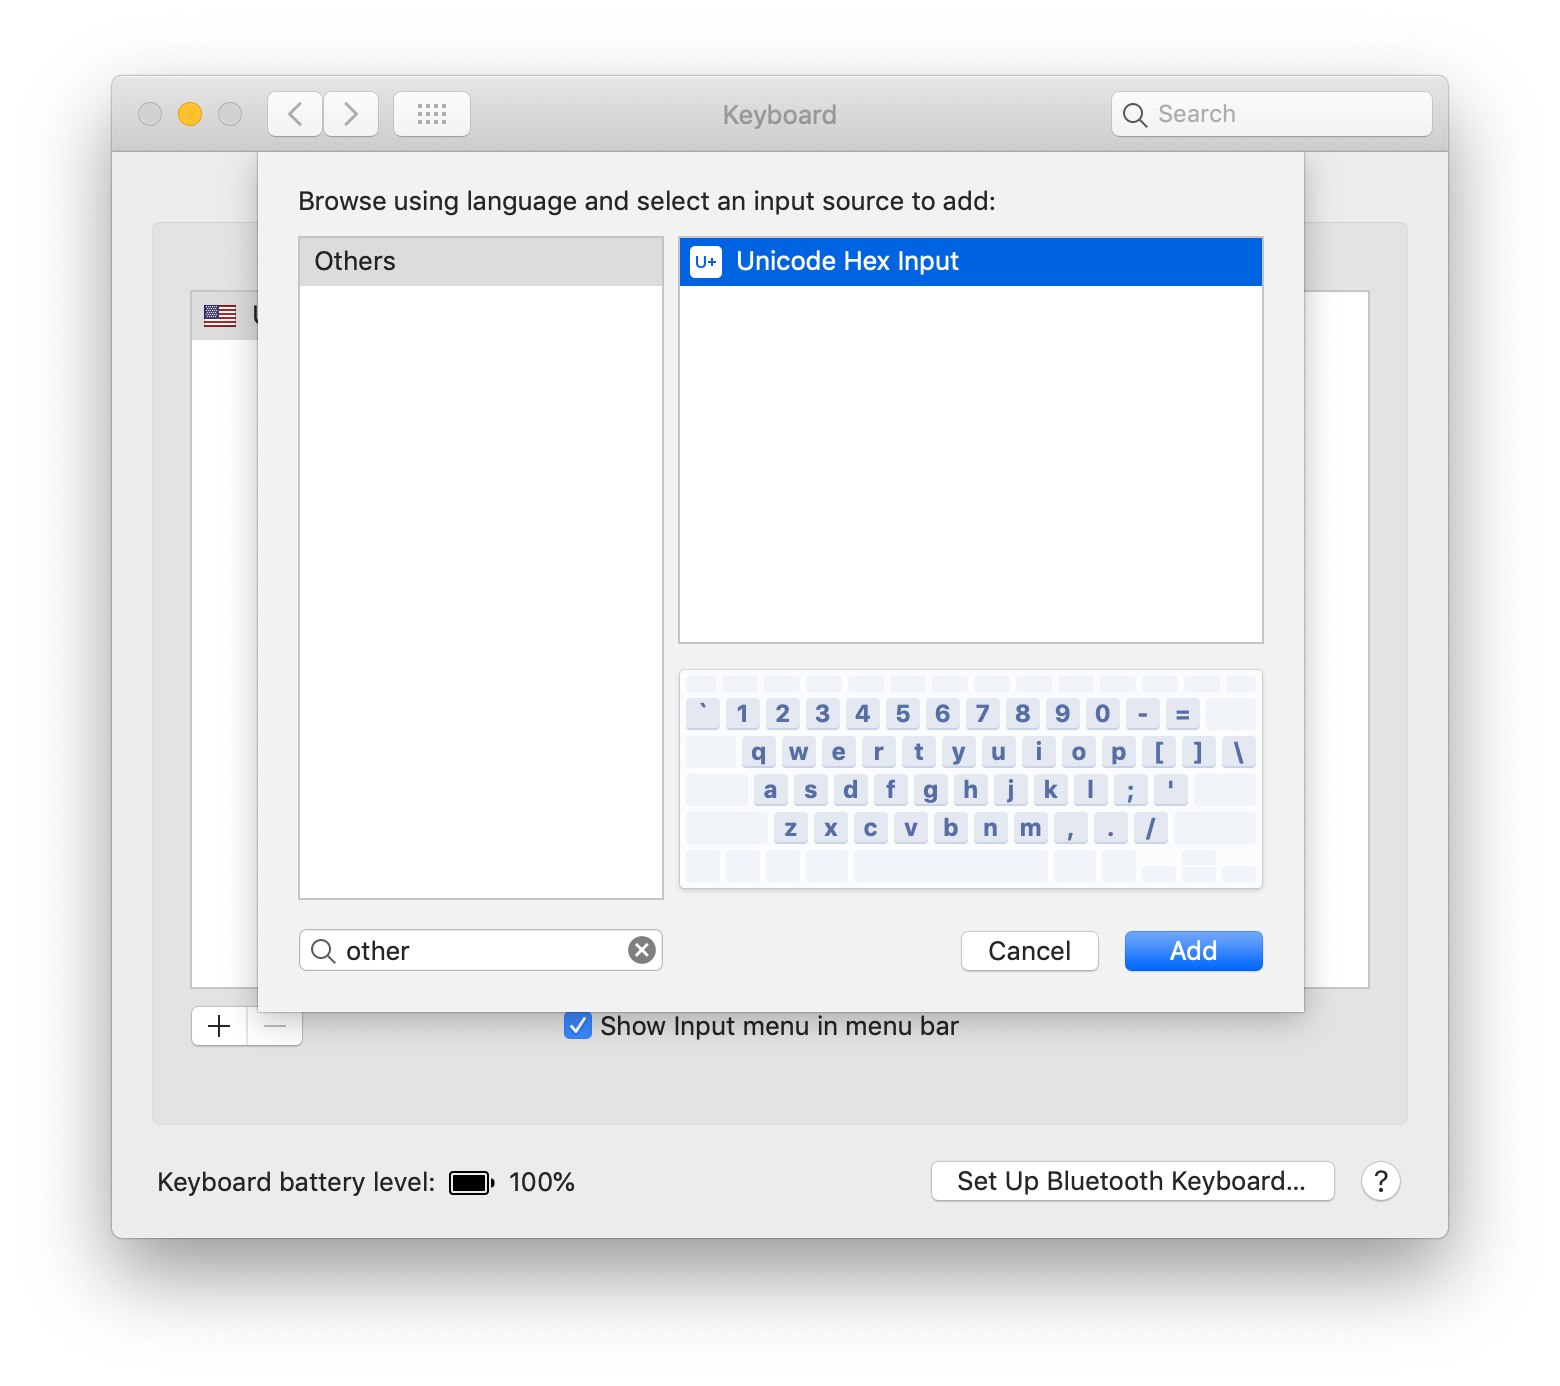 Keyboard
Search
Browse using language and select an input source to add:
Others
U+ Unicode Hex Input
` 1 2 3 4 5 6 7 8 9 0 - =
q w e r t y u i o p [ ] \
a s d f g h j k l ; '
z x c v b n m , . /
other
Cancel
Add
Show Input menu in menu bar
Keyboard battery level: 100%
Set Up Bluetooth Keyboard...
?